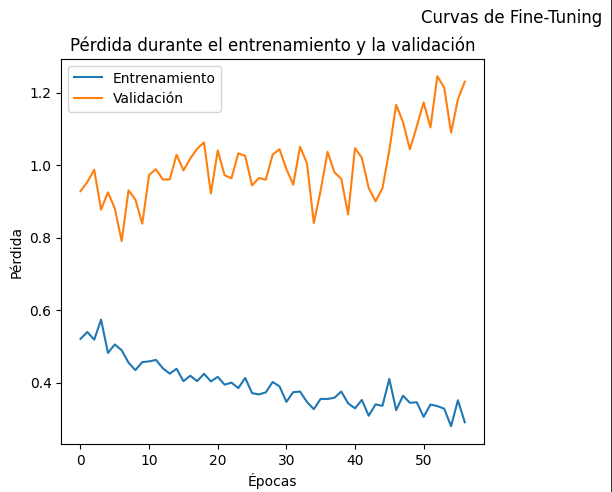 Curvas de Fine-Tuning
Pérdida durante el entrenamiento y la validación
Entrenamiento
Validación
1.2
1.0
0.8
0.6
0.4
Pérdida
0 10 20 30 40 50
Épocas